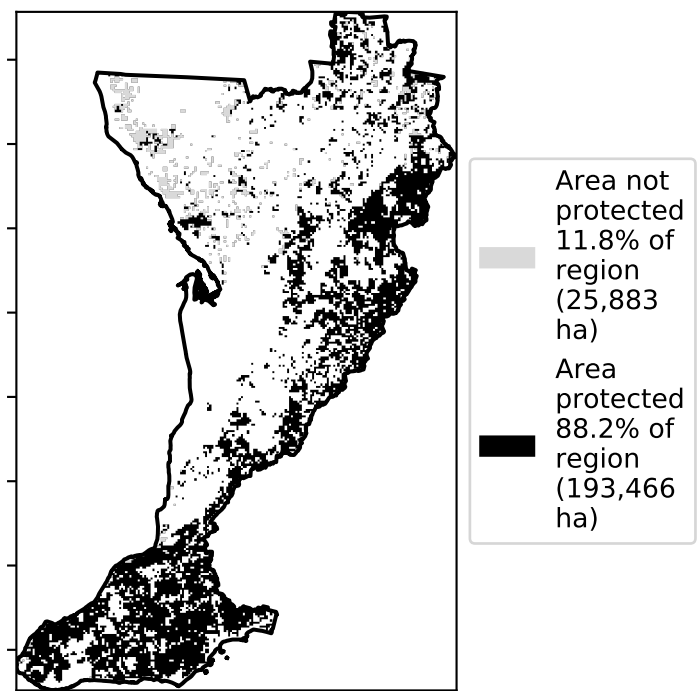 Area not
protected
11.8% of
region
(25,883
ha)
Area
protected
88.2% of
region
(193,466
ha)